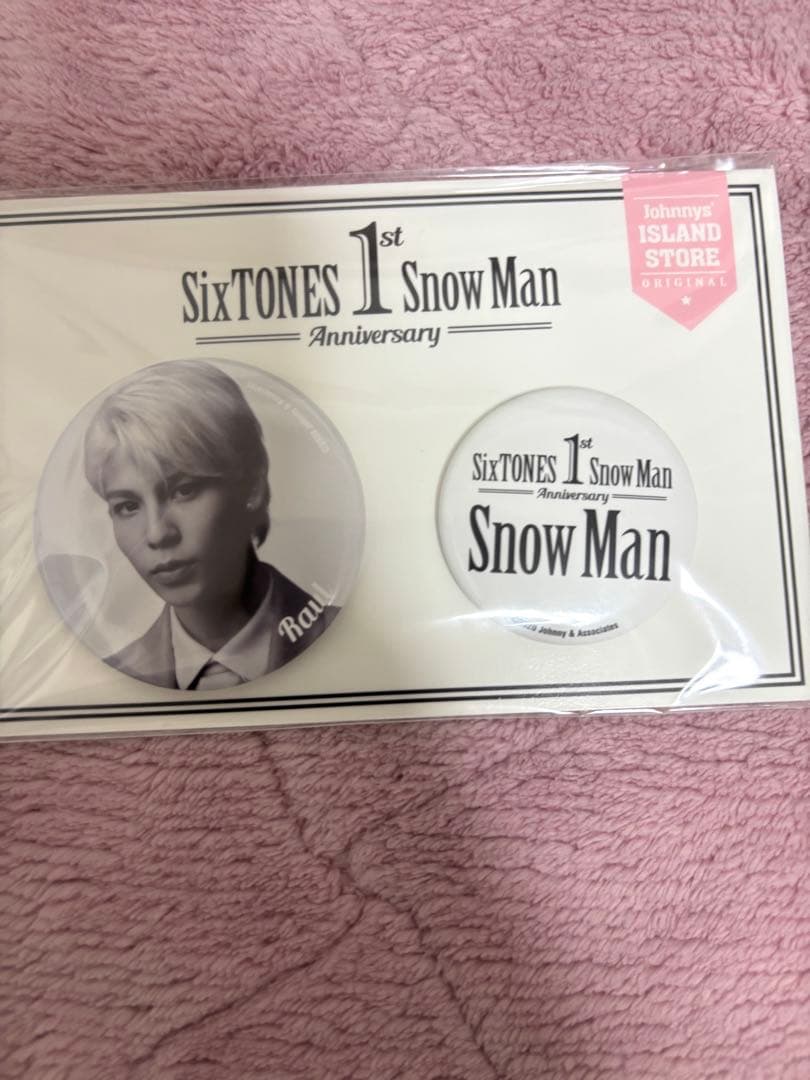 1st
SixTONES Snow Man
Anniversary
Johnnys'
ISLAND
STORE
ORIGINAL
Raul
1st
SixTONES Snow Man
Anniversary
Snow Man
Johnny & Associates